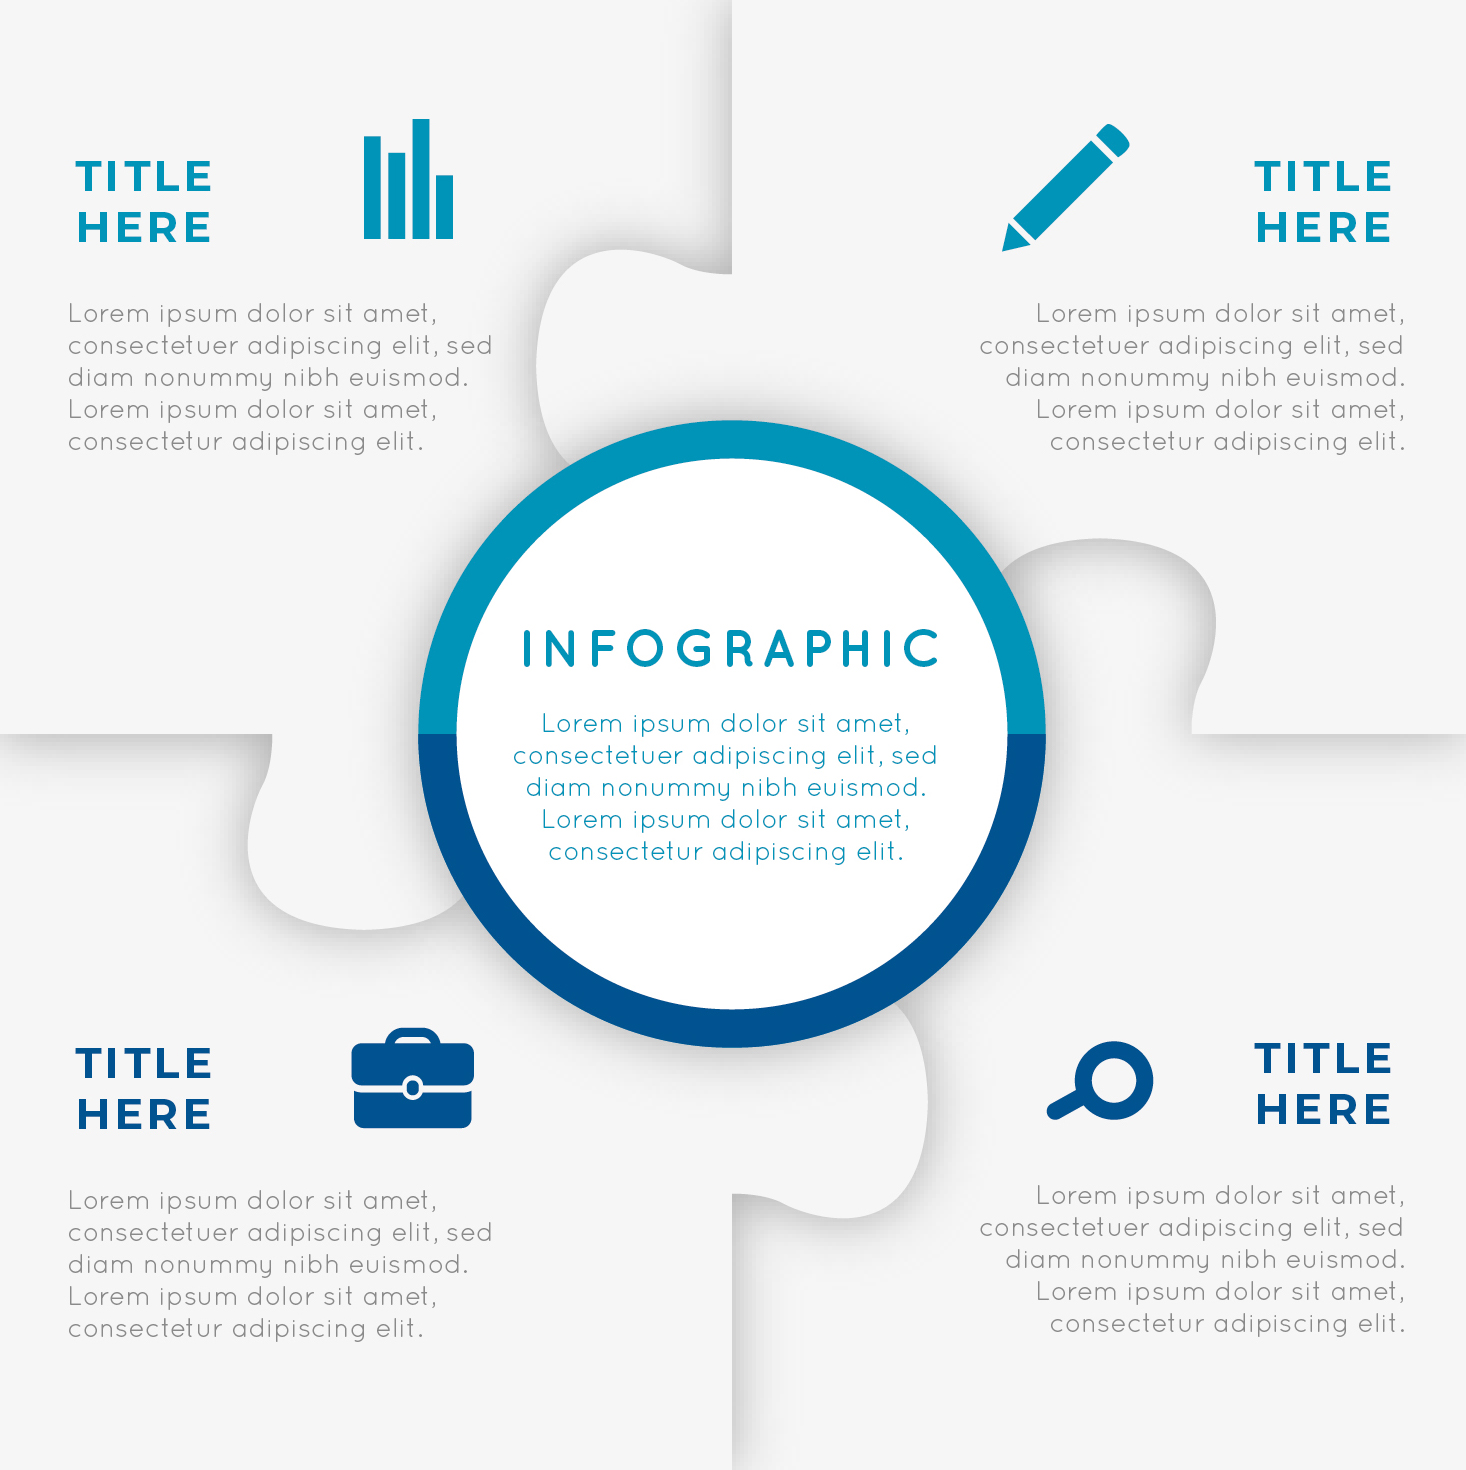 TITLE
HERE
Lorem ipsum dolor sit amet,
consectetuer adipiscing elit, sed
diam nonummy nibh euismod.
Lorem ipsum dolor sit amet,
consectetur adipiscing elit.
TITLE
HERE
Lorem ipsum dolor sit amet,
consectetuer adipiscing elit, sed
diam nonummy nibh euismod.
Lorem ipsum dolor sit amet,
consectetur adipiscing elit.
INFOGRAPHIC
Lorem ipsum dolor sit amet,
consectetuer adipiscing elit, sed
diam nonummy nibh euismod.
Lorem ipsum dolor sit amet,
consectetur adipiscing elit.
TITLE
HERE
Lorem ipsum dolor sit amet,
consectetuer adipiscing elit, sed
diam nonummy nibh euismod.
Lorem ipsum dolor sit amet,
consectetur adipiscing elit.
TITLE
HERE
Lorem ipsum dolor sit amet,
consectetuer adipiscing elit, sed
diam nonummy nibh euismod.
Lorem ipsum dolor sit amet,
consectetur adipiscing elit.